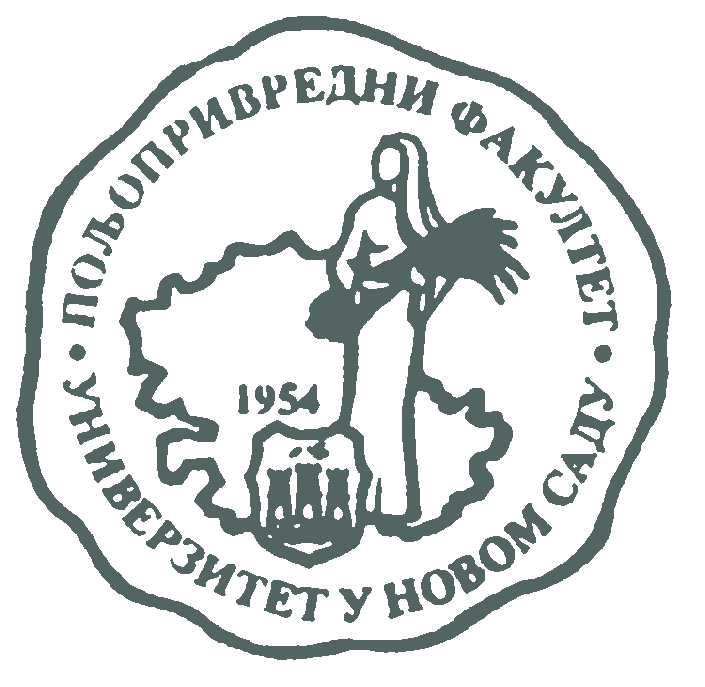 ПОЉОПРИВРЕДНИ ФАКУЛТЕТ
1954
• УНИВЕРЗИТЕТ У НОВОМ САДУ •